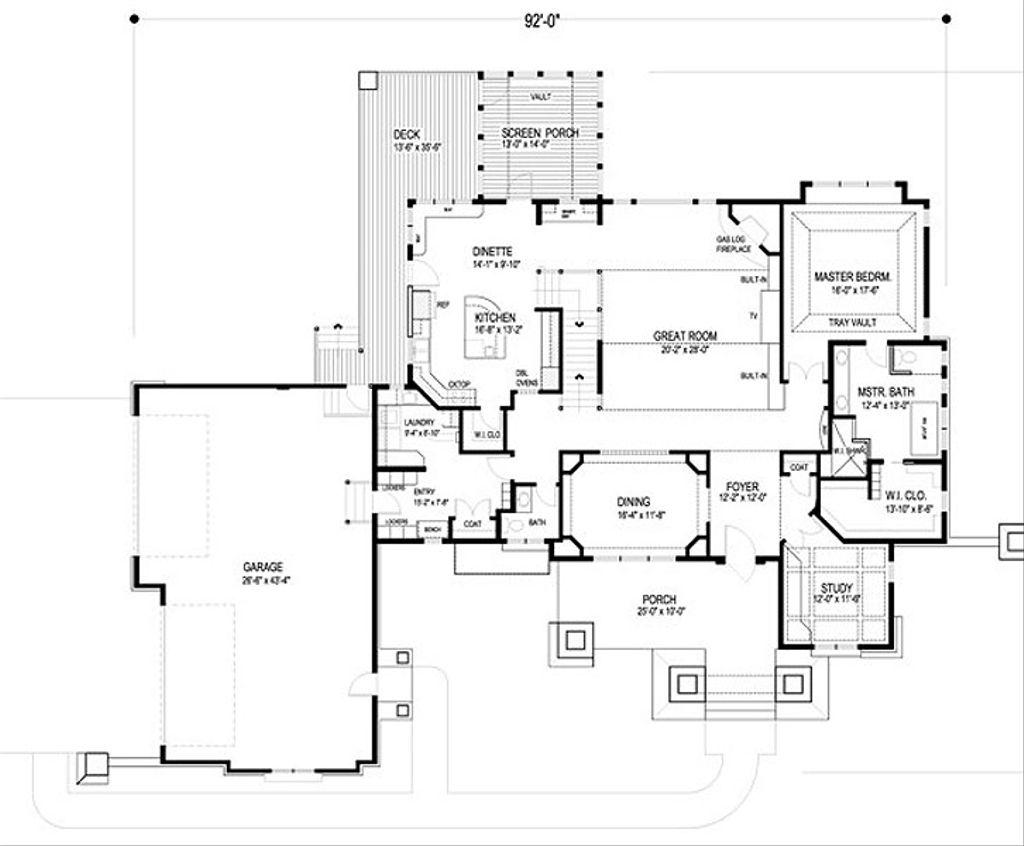 92'-0"
VAULT
DECK
13'-6" x 35'-6"
SCREEN PORCH
13'-0" x 14'-0"
SEAT
SEAT
DINETTE
14'-1" x 9'-10"
GAS LOG
FIREPLACE
BUILT-IN
MASTER BEDRM.
16'-0" x 17'-6"
TRAY VAULT
REF
KITCHEN
16'-8" x 13'-2"
TV
GREAT ROOM
20'-2" x 28'-0"
BUILT-IN
DBL
OVENS
CKTOP
MSTR. BATH
12'-4" x 13'-0"
LAUNDRY
9'-4" x 8'-10"
W.I. CLO
W.I. SHWR
COAT
LOCKERS
ENTRY
15'-2" x 7'-8"
LOCKERS
BENCH
COAT
BATH
DINING
16'-4" x 11'-8"
FOYER
12'-2" x 12'-0"
W.I. CLO.
13'-10" x 8'-6"
GARAGE
26'-6" x 43'-4"
PORCH
25'-0" x 10'-0"
STUDY
12'-0" x 11'-6"